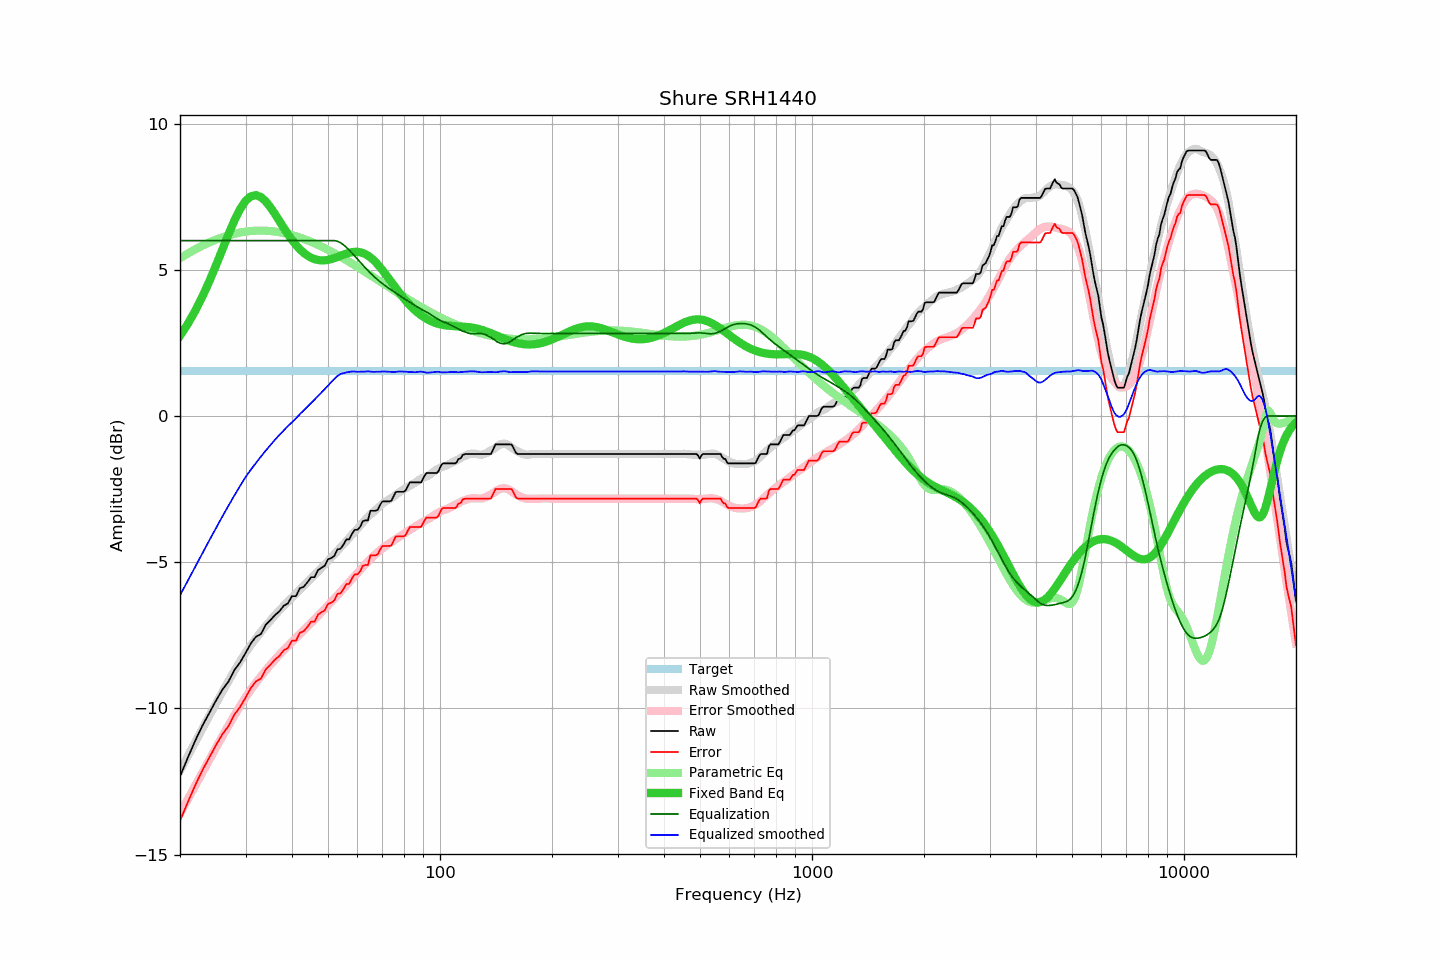 Shure SRH1440
10
5
0
−5
−10
−15
Amplitude (dBr)
100
1000
10000
Frequency (Hz)
Target
Raw Smoothed
Error Smoothed
Raw
Error
Parametric Eq
Fixed Band Eq
Equalization
Equalized smoothed